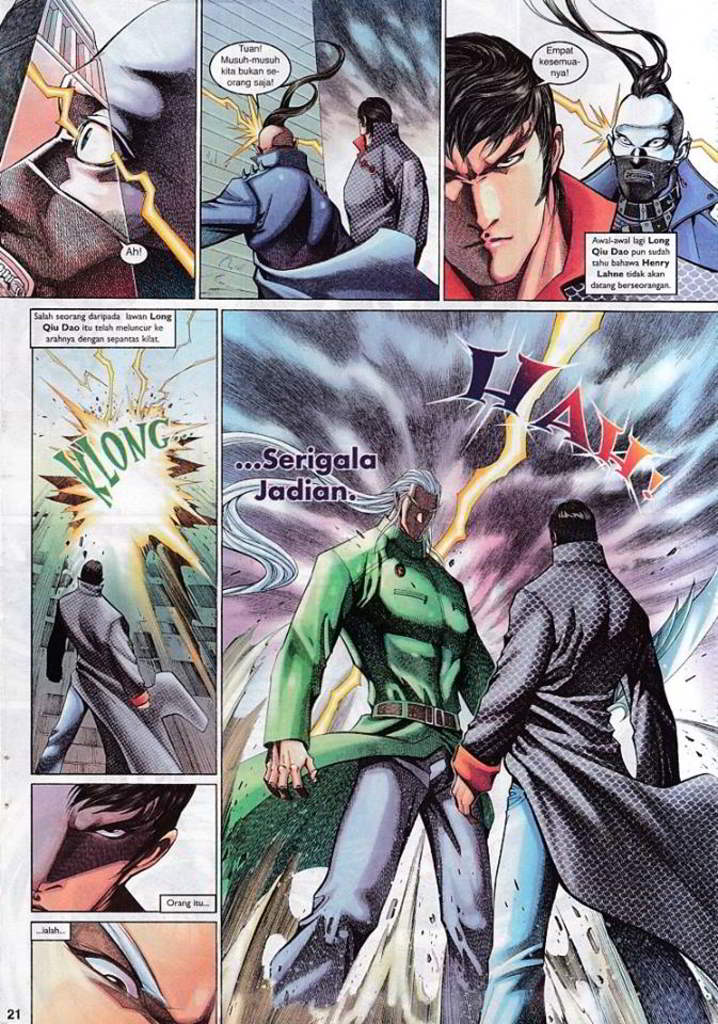 Ah!
Tuan!
Musuh-musuh
kita bukan se-
orang saja!
Empat
kesemua-
nya!
Awal-awal lagi Long
Qiu Dao pun sudah
tahu bahawa Henry
Lahne tidak akan
datang berseorangan.
Salah seorang daripada lawan Long
Qiu Dao itu telah meluncur ke
arahnya dengan sepantas kilat.
KLONG
Orang itu...
...ialah...
...Serigala
Jadian.
HAH!
21